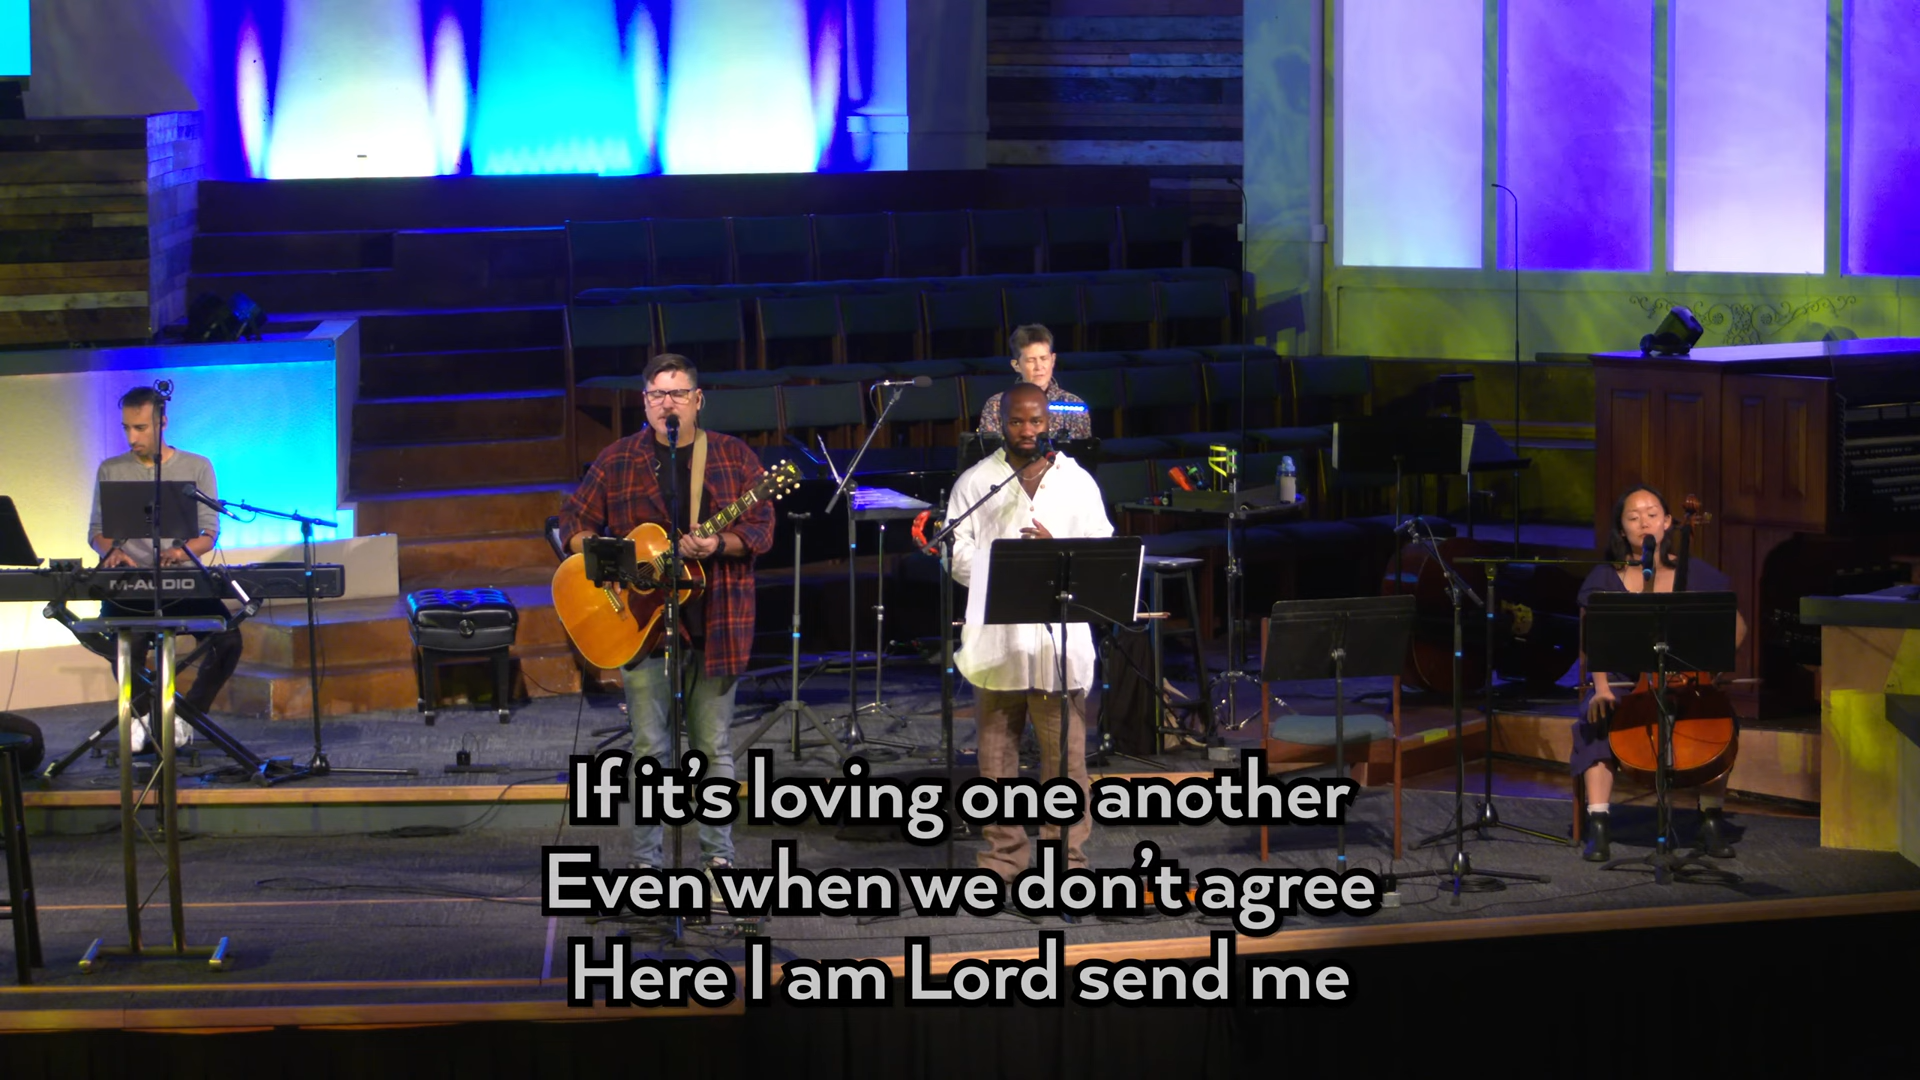 M-AUDIO
If it's loving one another
Even when we don't agree
Here I am Lord send me